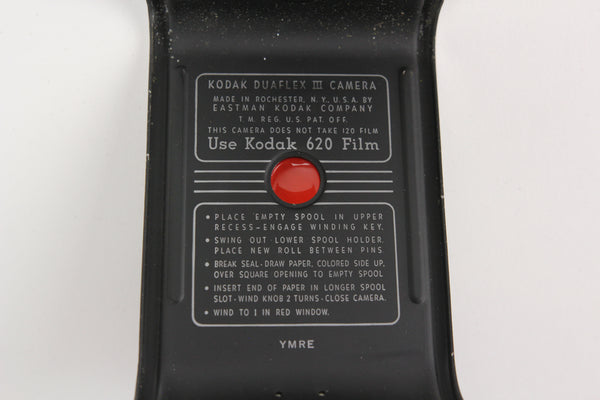 KODAK DUAFLEX III CAMERA
MADE IN ROCHESTER, N.Y., U.S.A. BY
EASTMAN KODAK COMPANY
T.M. REG. U.S. PAT. OFF.
THIS CAMERA DOES NOT TAKE 120 FILM
Use Kodak 620 Film
• PLACE EMPTY SPOOL IN UPPER
RECESS-ENGAGE WINDING KEY.
• SWING OUT LOWER SPOOL HOLDER.
PLACE NEW ROLL BETWEEN PINS
• BREAK SEAL-DRAW PAPER, COLORED SIDE UP,
OVER SQUARE OPENING TO EMPTY SPOOL
• INSERT END OF PAPER IN LONGER SPOOL
SLOT-WIND KNOB 2 TURNS-CLOSE CAMERA.
• WIND TO 1 IN RED WINDOW.
YMRE